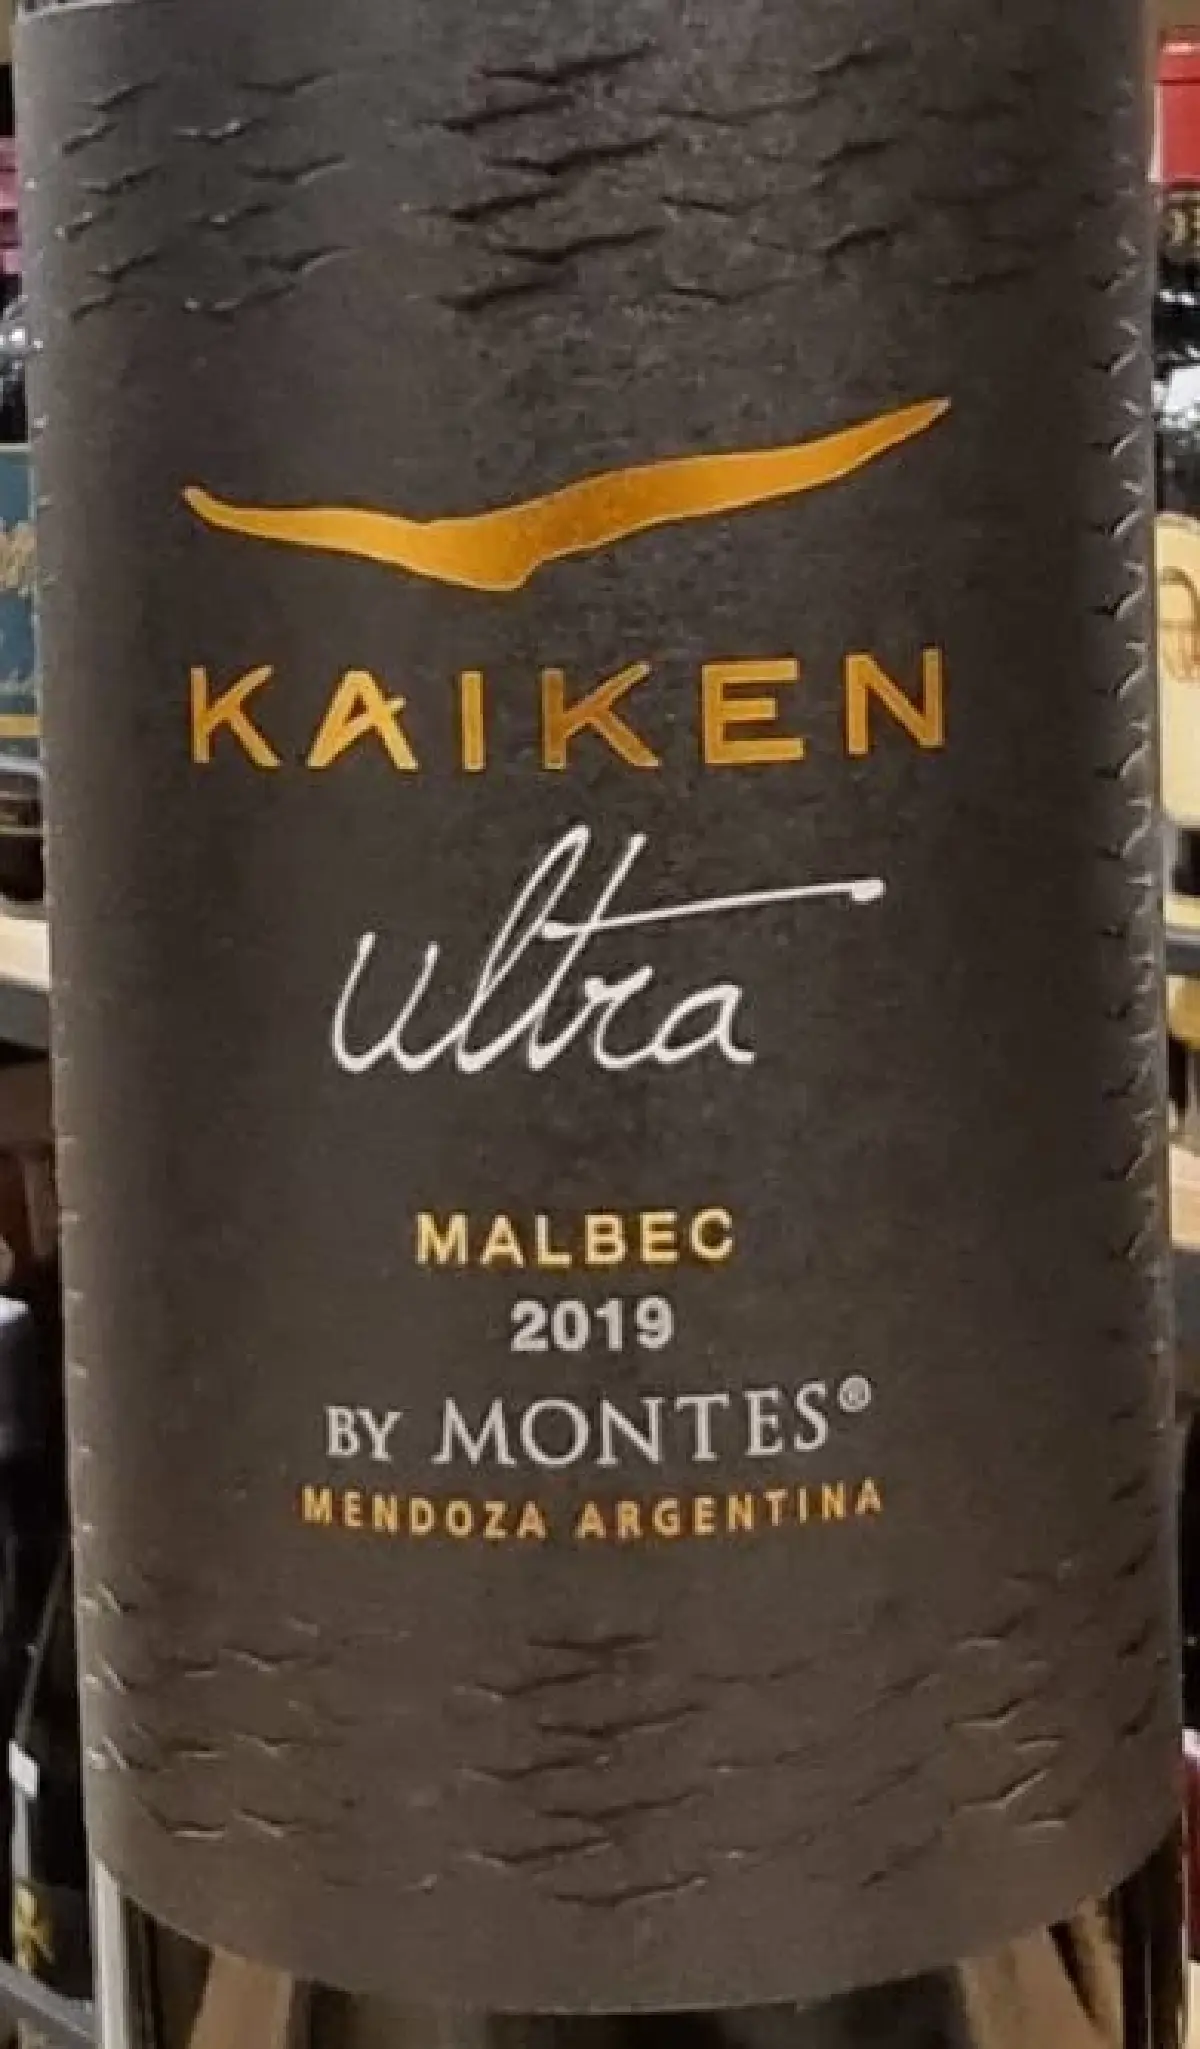 KAIKEN
ultra
MALBEC
2019
BY MONTES®
MENDOZA ARGENTINA